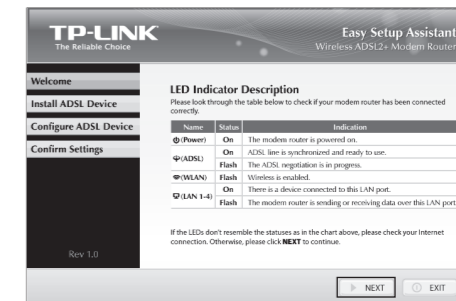 TP-LINK
The Reliable Choice
Easy Setup Assistant
Wireless ADSL2+ Modem Router
Welcome
Install ADSL Device
Configure ADSL Device
Confirm Settings
Rev 1.0
LED Indicator Description
Please look through the table below to check if your modem router has been connected
correctly.
Name Status Indication
(Power) On The modem router is powered on.
(ADSL) On ADSL line is synchronized and ready to use.
Flash The ADSL negotiation is in progress.
(WLAN) Flash Wireless is enabled.
(LAN 1-4) On There is a device connected to this LAN port.
Flash The modem router is sending or receiving data over this LAN port.
If the LEDs don't resemble the statuses as in the chart above, please check your Internet
connection. Otherwise, please click NEXT to continue.
NEXT
EXIT